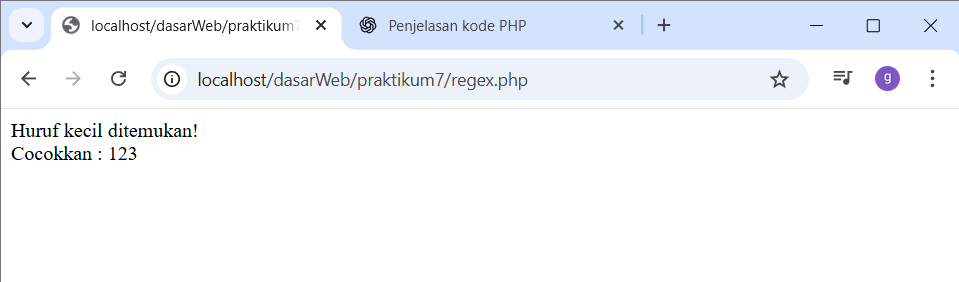 localhost/dasarWeb/praktikum7
Penjelasan kode PHP
localhost/dasarWeb/praktikum7/regex.php
g
Huruf kecil ditemukan!
Cocokkan : 123